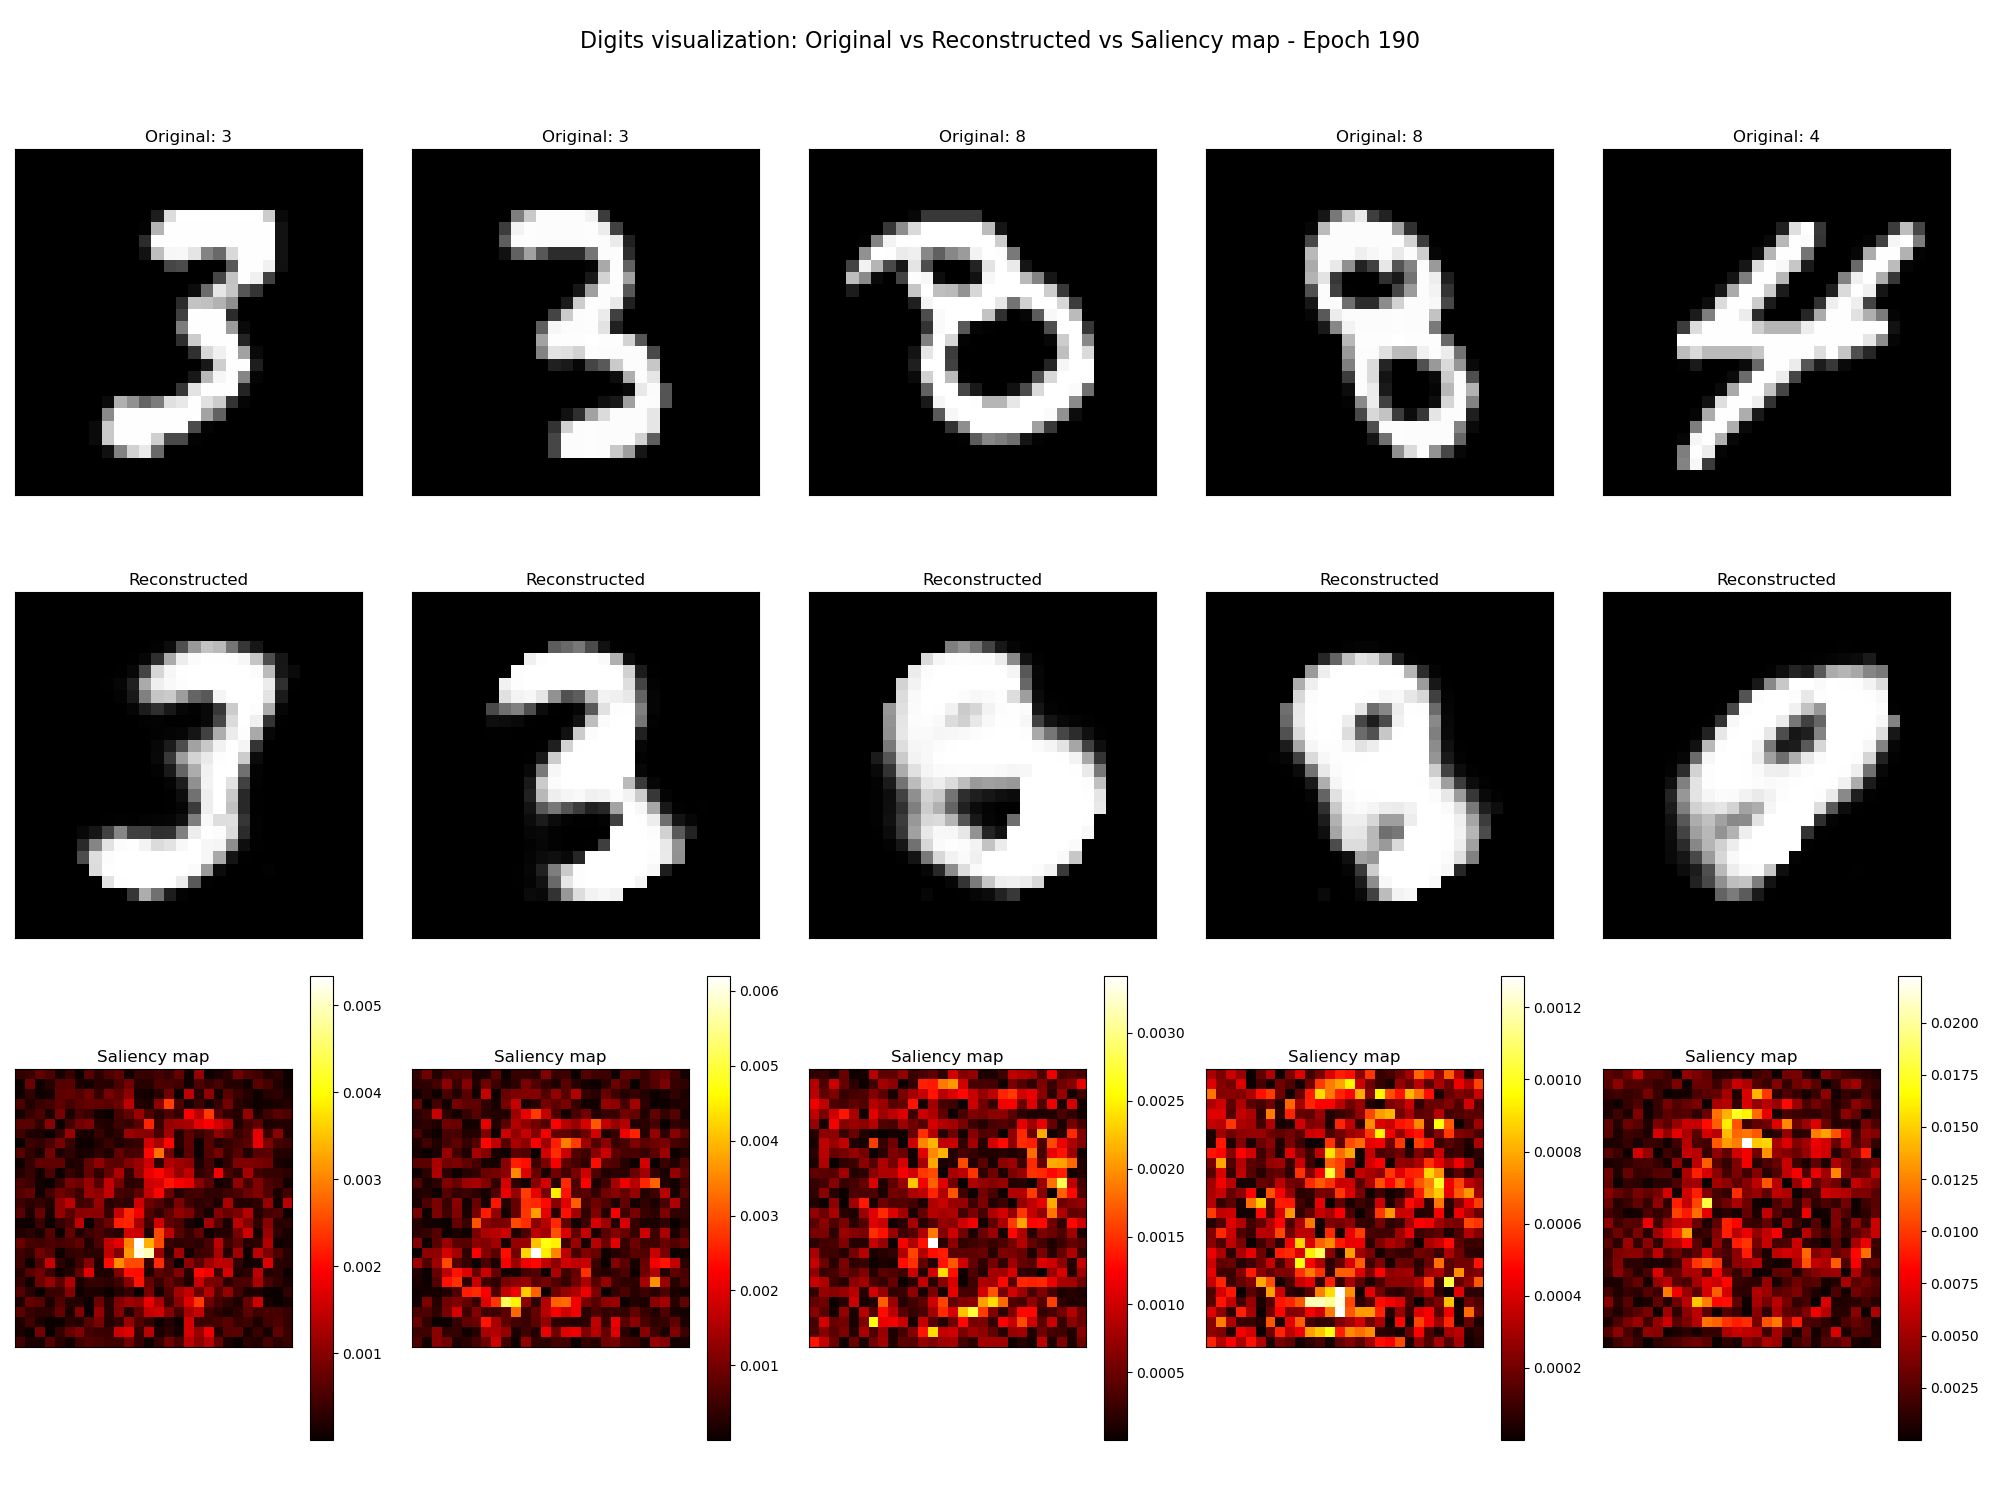 Digits visualization: Original vs Reconstructed vs Saliency map - Epoch 190
Original: 3
Original: 3
Original: 8
Original: 8
Original: 4
3
3
8
8
4
Reconstructed
Reconstructed
Reconstructed
Reconstructed
Reconstructed
Saliency map
0.005
0.004
0.003
0.002
0.001
Saliency map
0.006
0.005
0.004
0.003
0.002
0.001
Saliency map
0.0030
0.0025
0.0020
0.0015
0.0010
0.0005
Saliency map
0.0012
0.0010
0.0008
0.0006
0.0004
0.0002
Saliency map
0.0200
0.0175
0.0150
0.0125
0.0100
0.0075
0.0050
0.0025